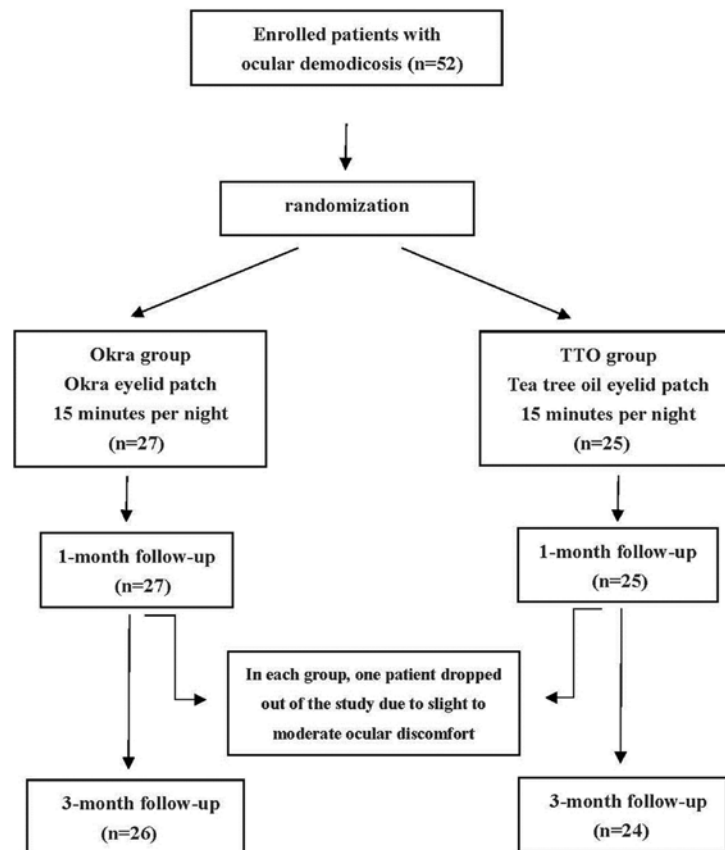 Enrolled patients with
ocular demodicosis (n=52)
randomization
Okra group
Okra eyelid patch
15 minutes per night
(n=27)
TTO group
Tea tree oil eyelid patch
15 minutes per night
(n=25)
1-month follow-up
(n=27)
1-month follow-up
(n=25)
In each group, one patient dropped
out of the study due to slight to
moderate ocular discomfort
3-month follow-up
(n=26)
3-month follow-up
(n=24)